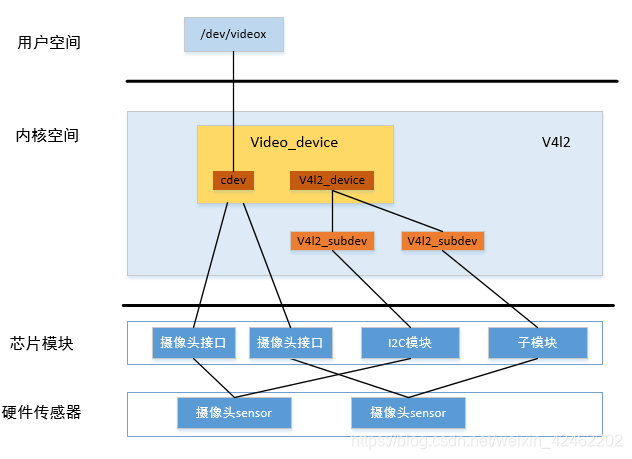 用户空间
/dev/videox
内核空间
Video_device
V4l2
cdev
V4l2_device
V4l2_subdev
V4l2_subdev
芯片模块
摄像头接口
摄像头接口
I2C模块
子模块
硬件传感器
摄像头sensor
摄像头sensor
https://blog.csdn.net/weixin_42462202